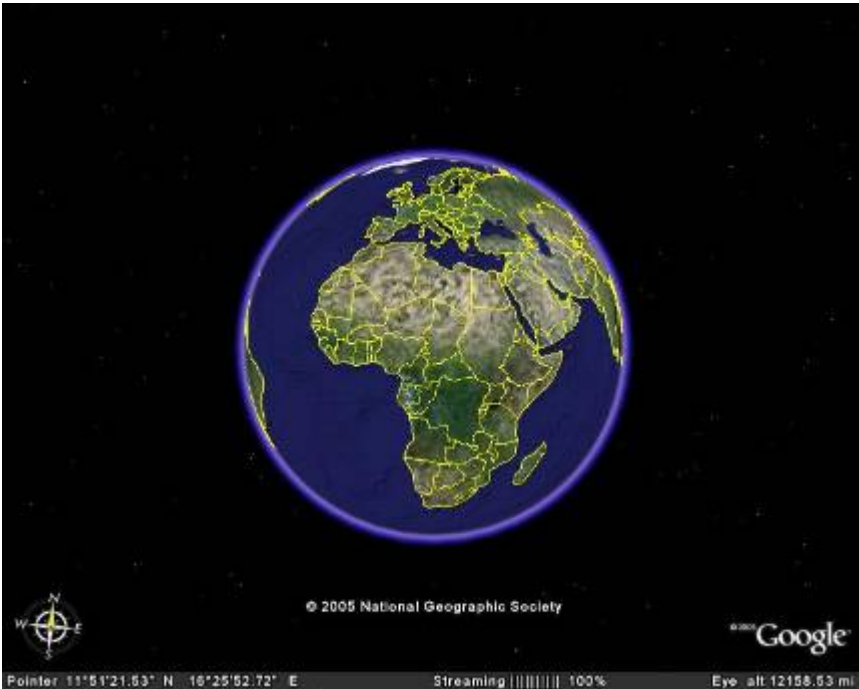 N
W E
S
© 2005 National Geographic Society
©2005 Google
Pointer 11°51'21.53" N 16°25'52.72" E Streaming |||||||||| 100% Eye alt 12158.53 mi